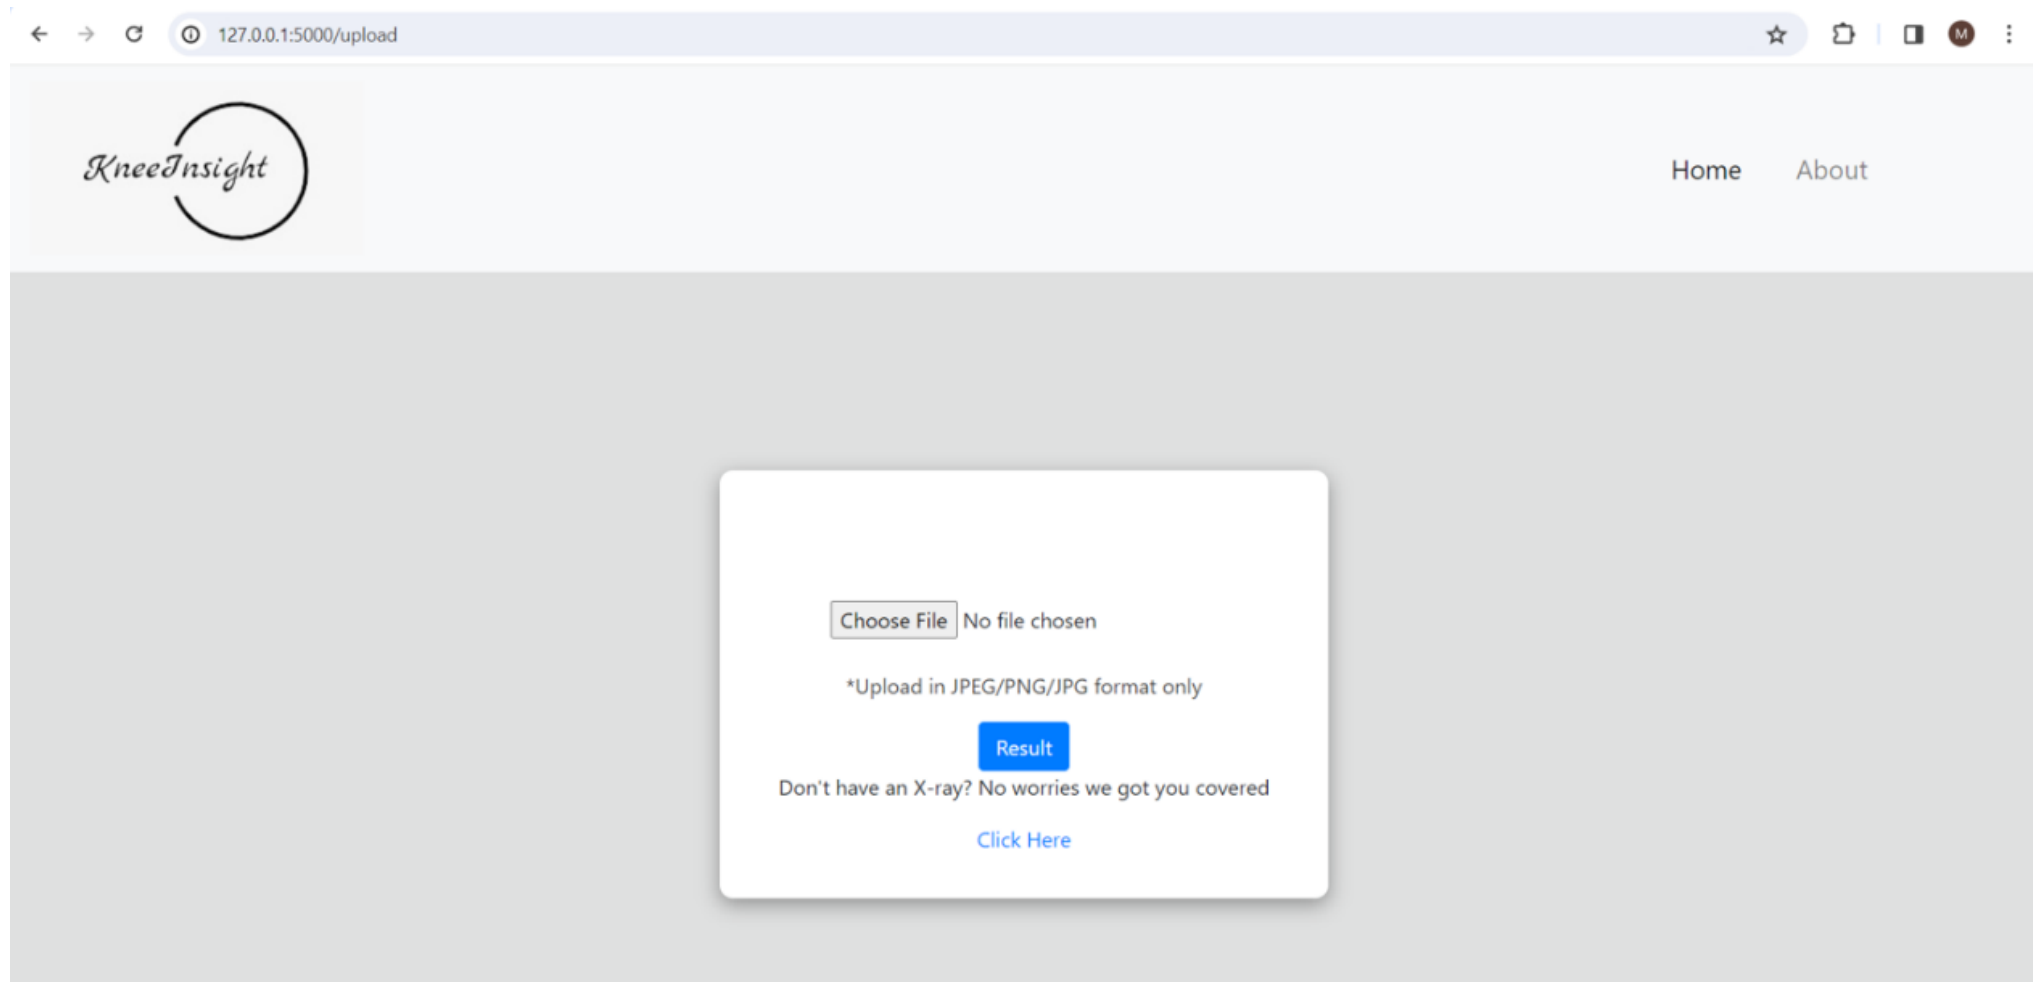 127.0.0.1:5000/upload
M
KneeInsight
Home About
Choose File No file chosen
*Upload in JPEG/PNG/JPG format only
Result
Don't have an X-ray? No worries we got you covered
Click Here